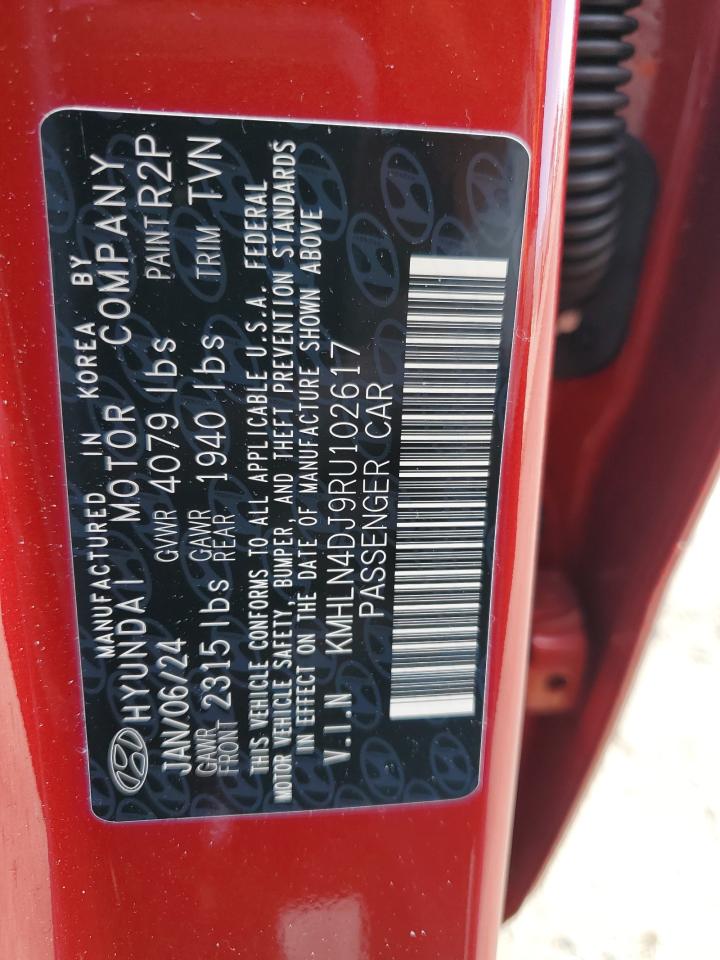 MANUFACTURED IN KOREA BY
HYUNDAI MOTOR COMPANY
JAN/06/24 GVWR 4079 lbs PAINT R2P
GAWR FRONT 2315 lbs GAWR REAR 1940 lbs TRIM TVN
THIS VEHICLE CONFORMS TO ALL APPLICABLE U.S.A. FEDERAL
MOTOR VEHICLE SAFETY, BUMPER, AND THEFT PREVENTION STANDARDS
IN EFFECT ON THE DATE OF MANUFACTURE SHOWN ABOVE
V.I.N KMHLN4DJ9RU102617
PASSENGER CAR